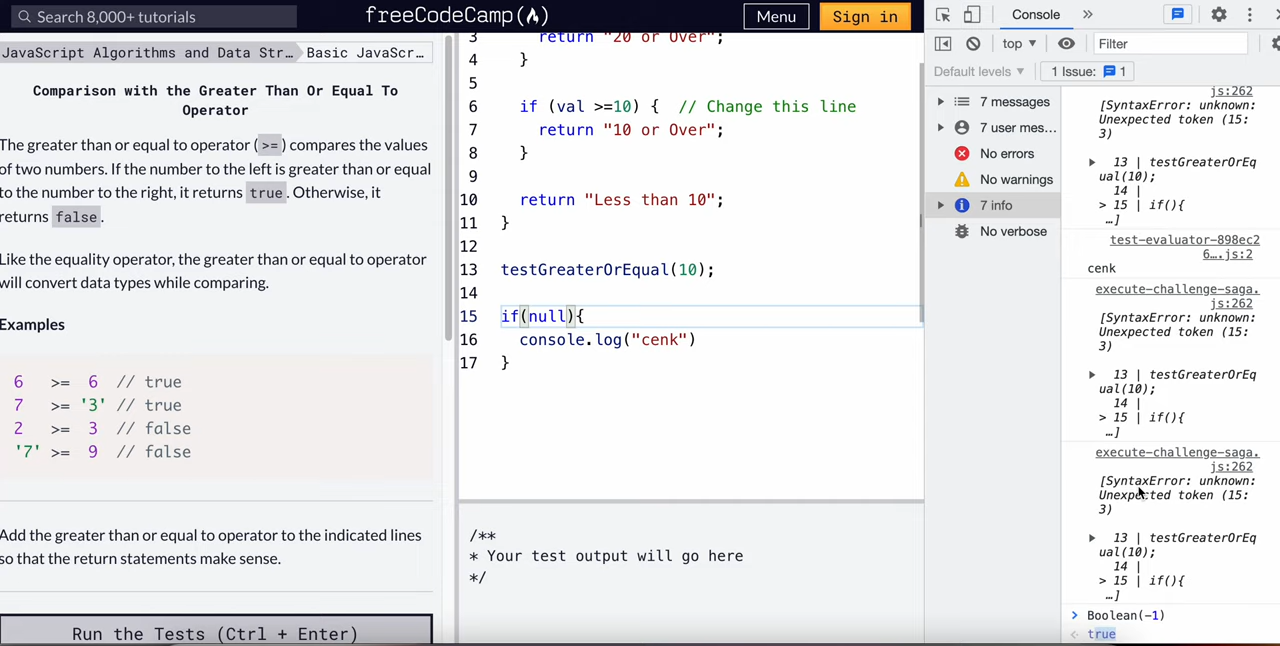 Search 8,000+ tutorials
freeCodeCamp
Menu
Sign in
JavaScript Algorithms and Data Str…
Basic JavaScr…
Comparison with the Greater Than Or Equal To
Operator
The greater than or equal to operator ( >= ) compares the values
of two numbers. If the number to the left is greater than or equal
to the number to the right, it returns true. Otherwise, it
returns false.
Like the equality operator, the greater than or equal to operator
will convert data types while comparing.
Examples
6 >= 6 // true
7 >= '3' // true
2 >= 3 // false
'7' >= 9 // false
Add the greater than or equal to operator to the indicated lines
so that the return statements make sense.
Run the Tests (Ctrl + Enter)
3 return "20 or Over";
4 }
5
6 if (val >=10) { // Change this line
7 return "10 or Over";
8 }
9
10 return "Less than 10";
11 }
12
13 testGreaterOrEqual(10);
14
15 if(null){
16 console.log("cenk")
17 }
/**
* Your test output will go here
*/
Console
top
Filter
Default levels
1 Issue: 1
7 messages
7 user mes…
No errors
No warnings
7 info
No verbose
js:262
[SyntaxError: unknown:
Unexpected token (15:
3)
13 | testGreaterOrEq
ual(10);
14 |
> 15 | if(){
…]
test-evaluator-898ec2
6….js:2
cenk
execute-challenge-saga.
js:262
[SyntaxError: unknown:
Unexpected token (15:
3)
13 | testGreaterOrEq
ual(10);
14 |
> 15 | if(){
…]
execute-challenge-saga.
js:262
[SyntaxError: unknown:
Unexpected token (15:
3)
13 | testGreaterOrEq
ual(10);
14 |
> 15 | if(){
…]
> Boolean(-1)
true